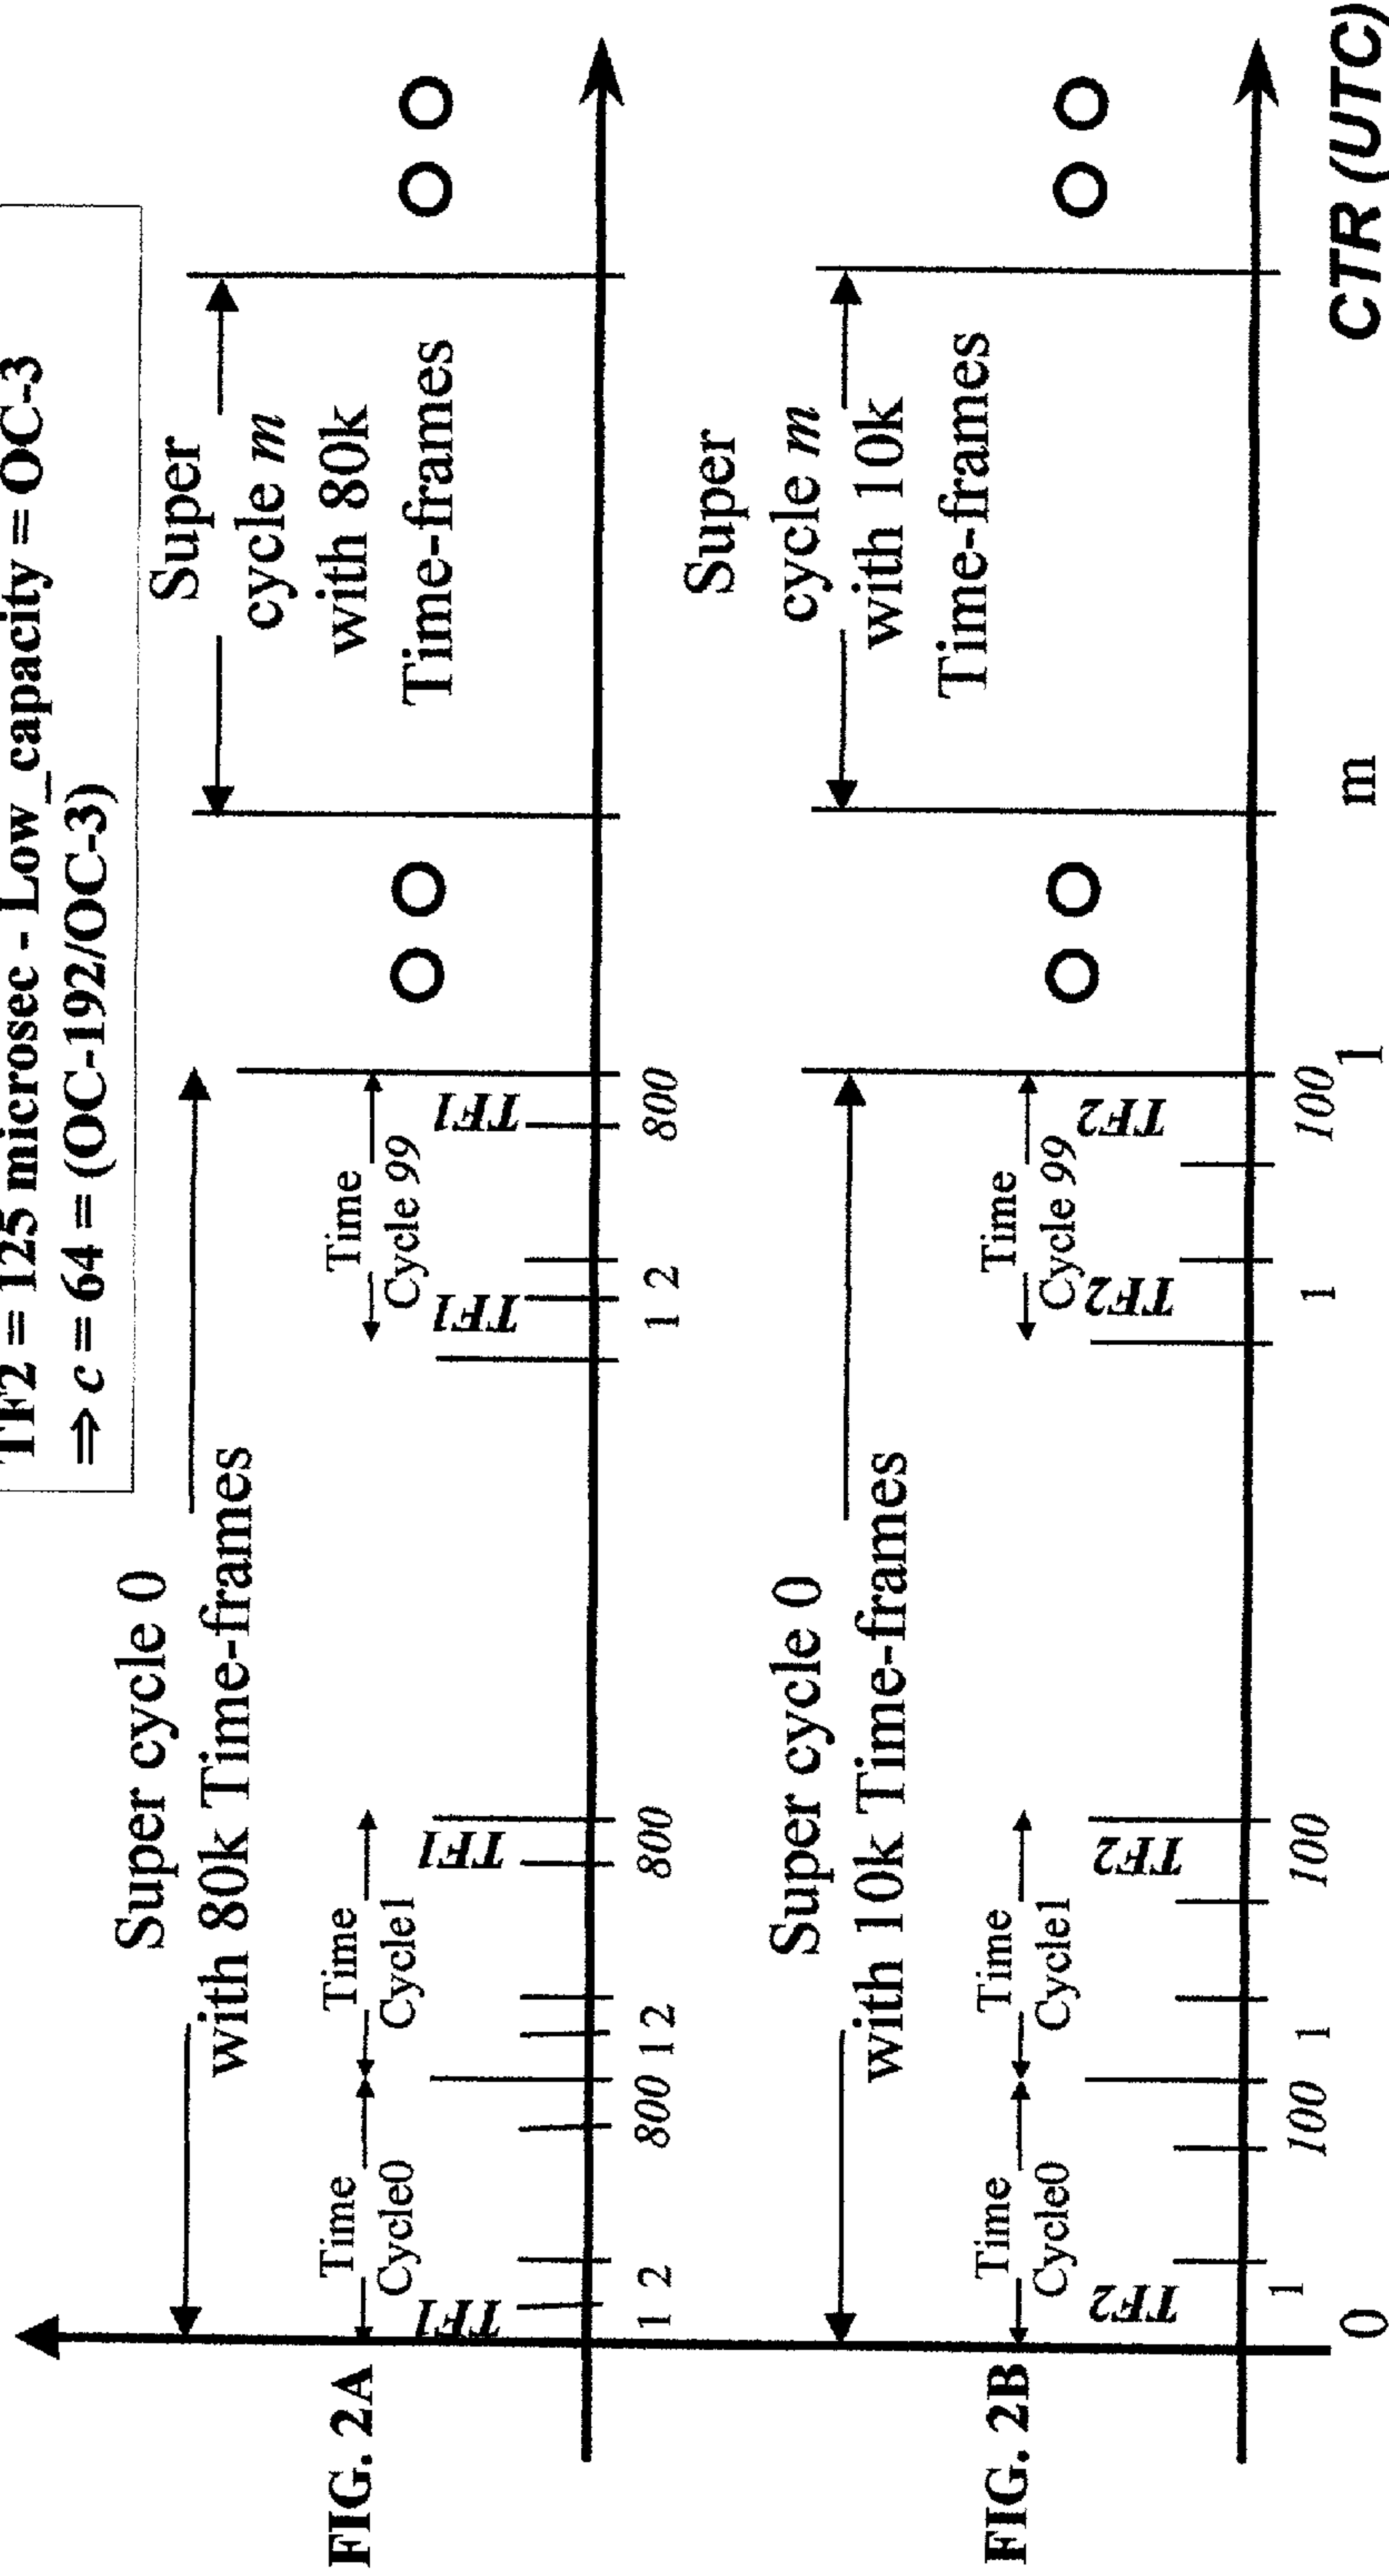 TF2 = 125 microsec - Low_capacity = OC-3
⇒ c = 64 = (OC-192/OC-3)
FIG. 2A
Super cycle 0
with 80k Time-frames
Super
cycle m
with 80k
Time-frames
Time
Cycle0
Time
Cycle1
Time
Cycle 99
TF1
TF1
TF1
TF1
1 2
800
1 2
800
1 2
800
FIG. 2B
Super cycle 0
with 10k Time-frames
Super
cycle m
with 10k
Time-frames
Time
Cycle0
Time
Cycle1
Time
Cycle 99
TF2
TF2
TF2
TF2
1
100
1
100
1
100
0
1
m
CTR (UTC)